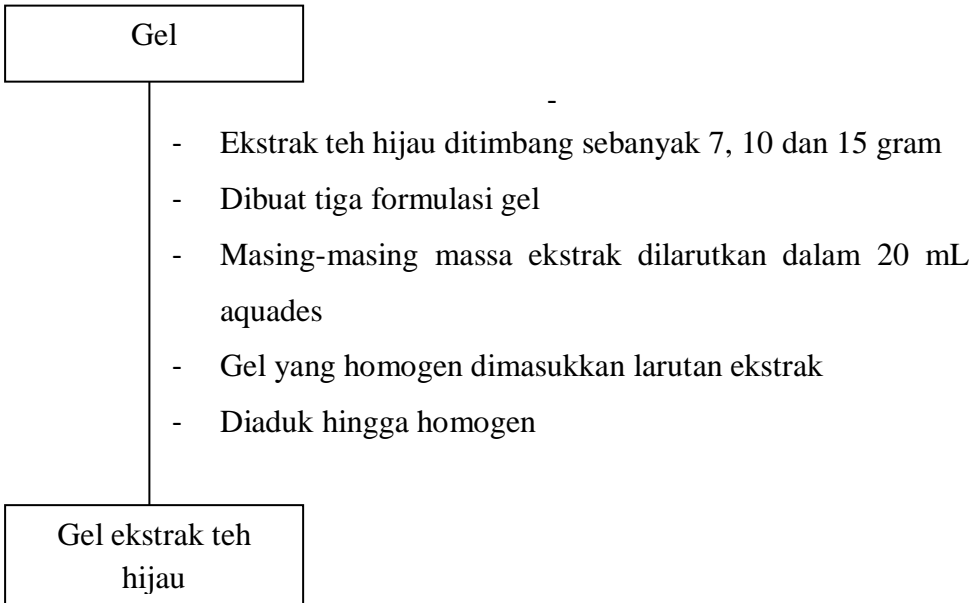 Gel
-
- Ekstrak teh hijau ditimbang sebanyak 7, 10 dan 15 gram
- Dibuat tiga formulasi gel
- Masing-masing massa ekstrak dilarutkan dalam 20 mL
aquades
- Gel yang homogen dimasukkan larutan ekstrak
- Diaduk hingga homogen
Gel ekstrak teh
hijau